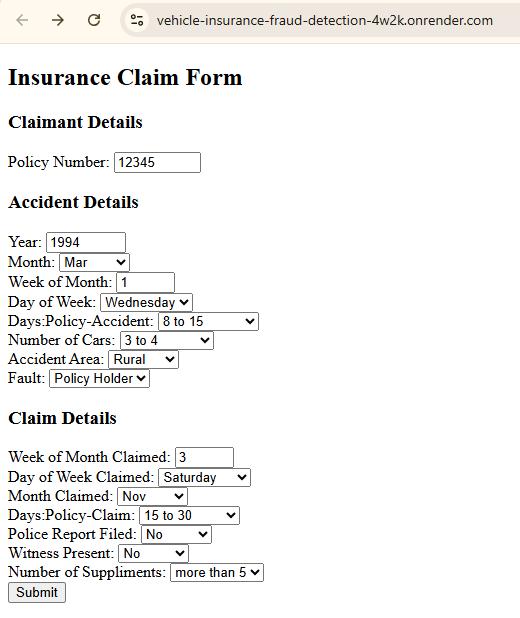 vehicle-insurance-fraud-detection-4w2k.onrender.com
Insurance Claim Form
Claimant Details
Policy Number: 12345
Accident Details
Year: 1994
Month: Mar
Week of Month: 1
Day of Week: Wednesday
Days:Policy-Accident: 8 to 15
Number of Cars: 3 to 4
Accident Area: Rural
Fault: Policy Holder
Claim Details
Week of Month Claimed: 3
Day of Week Claimed: Saturday
Month Claimed: Nov
Days:Policy-Claim: 15 to 30
Police Report Filed: No
Witness Present: No
Number of Suppliments: more than 5
Submit